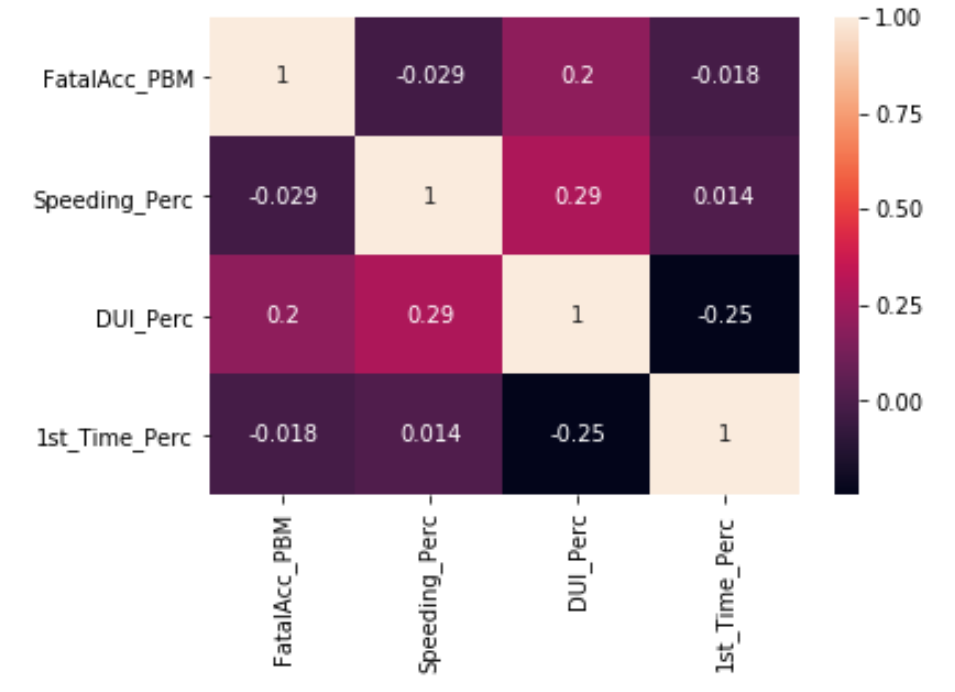 1.00
FatalAcc_PBM 1 -0.029 0.2 -0.018
0.75
Speeding_Perc -0.029 1 0.29 0.014
0.50
DUI_Perc 0.2 0.29 1 -0.25
0.25
0.00
1st_Time_Perc -0.018 0.014 -0.25 1
FatalAcc_PBM
Speeding_Perc
DUI_Perc
1st_Time_Perc